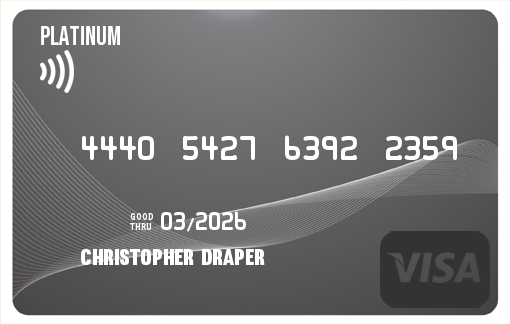 PLATINUM
4440 5427 6392 2359
GOOD THRU 03/2026
CHRISTOPHER DRAPER
VISA